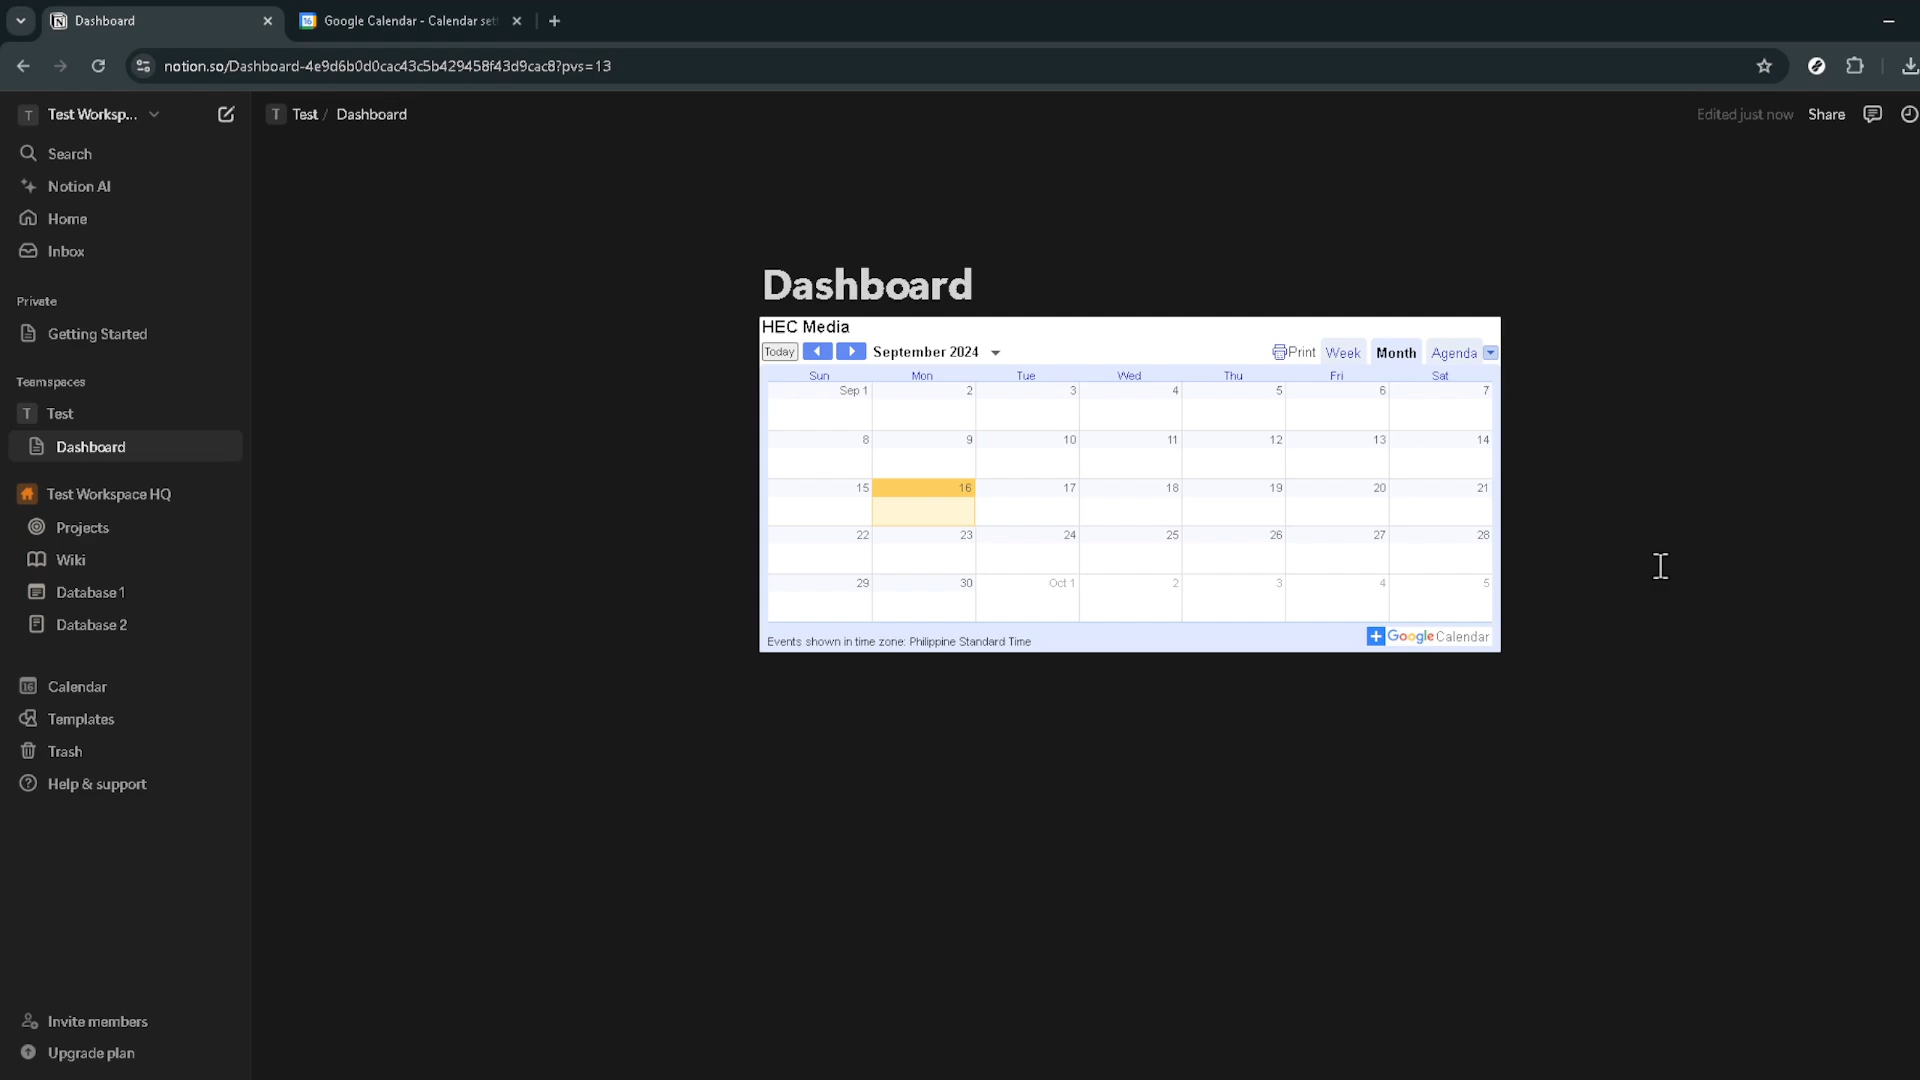 Dashboard
Google Calendar - Calendar set
notion.so/Dashboard-4e9d6b0d0cac43c5b429458f43d9cac8?pvs=13
T Test Worksp...
T Test / Dashboard
Edited just now
Share
Search
Notion AI
Home
Inbox
Private
Getting Started
Teamspaces
T Test
Dashboard
Test Workspace HQ
Projects
Wiki
Database 1
Database 2
Calendar
Templates
Trash
Help & support
Invite members
Upgrade plan
Dashboard
HEC Media
Today September 2024 Print Week Month Agenda
Sun Mon Tue Wed Thu Fri Sat
Sep 1 2 3 4 5 6 7
8 9 10 11 12 13 14
15 16 17 18 19 20 21
22 23 24 25 26 27 28
29 30 Oct 1 2 3 4 5
Events shown in time zone: Philippine Standard Time
Google Calendar